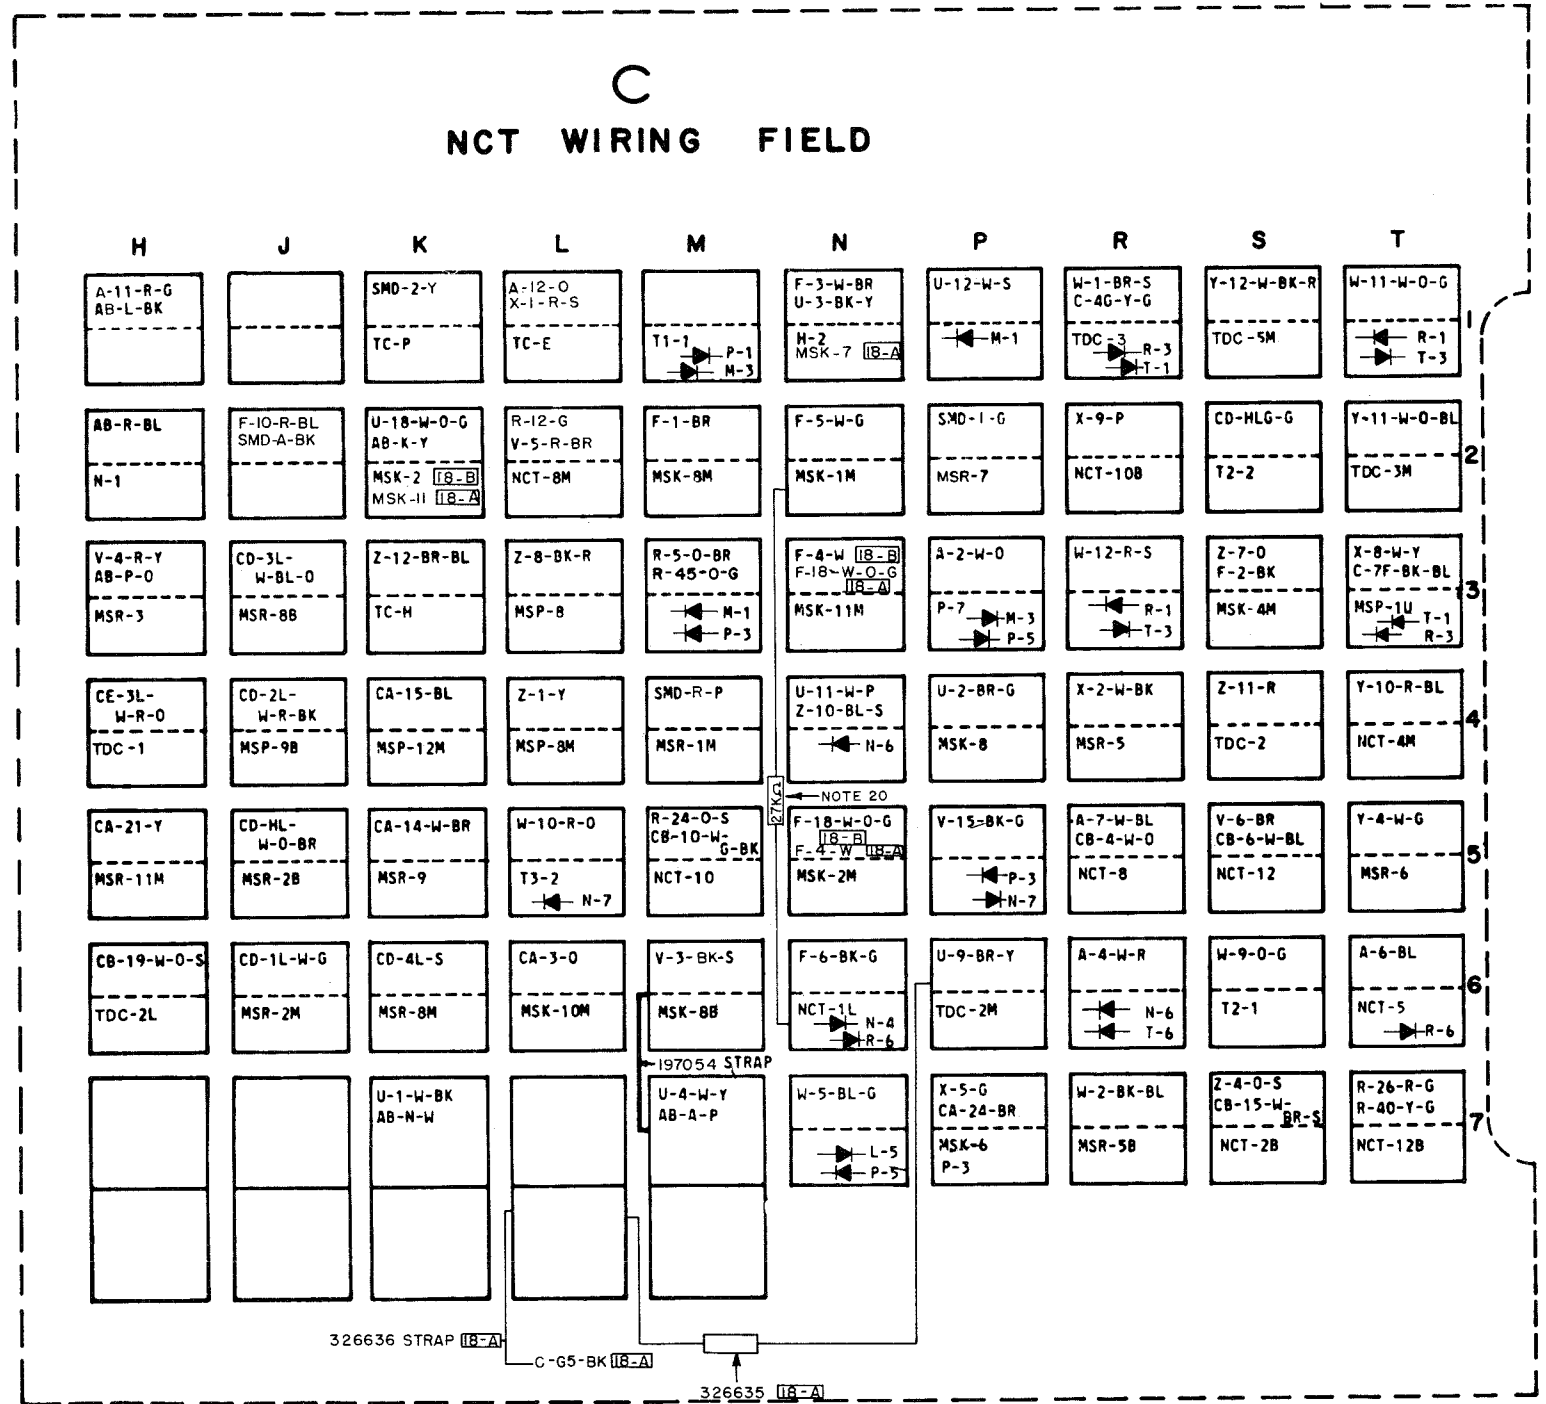 C
NCT WIRING FIELD
H J K L M N P R S T
1
A-11-R-G
AB-L-BK
SMD-2-Y
TC-P
A-12-O
X-1-R-S
TC-E
T1-1
P-1
M-3
F-3-W-BR
U-3-BK-Y
H-2
MSK-7 18-A
U-12-W-S
M-1
W-1-BR-S
C-4G-Y-G
TDC-3
R-3
T-1
Y-12-W-BK-R
TDC-5M
W-11-W-O-G
R-1
T-3
2
AB-R-BL
N-1
F-10-R-BL
SMD-A-BK
U-18-W-O-G
AB-K-Y
MSK-2 18-B
MSK-11 18-A
R-12-G
V-5-R-BR
NCT-8M
F-1-BR
MSK-8M
F-5-W-G
MSK-1M
SMD-1-G
MSR-7
X-9-P
NCT-10B
CD-HLG-G
T2-2
Y-11-W-O-BL
TDC-3M
3
V-4-R-Y
AB-P-O
MSR-3
CD-3L-
W-BL-O
MSR-8B
Z-12-BR-BL
TC-H
Z-8-BK-R
MSP-8
R-5-O-BR
R-45-O-G
M-1
P-3
F-4-W 18-B
F-18-W-O-G
18-A
MSK-11M
A-2-W-O
P-7
M-3
P-5
W-12-R-S
R-1
T-3
Z-7-O
F-2-BK
MSK-4M
X-8-W-Y
C-7F-BK-BL
MSP-1U
T-1
R-3
4
CE-3L-
W-R-O
TDC-1
CD-2L-
W-R-BK
MSP-9B
CA-15-BL
MSP-12M
Z-1-Y
MSP-8M
SMD-R-P
MSR-1M
U-11-W-P
Z-10-BL-S
N-6
U-2-BR-G
MSK-8
X-2-W-BK
MSR-5
Z-11-R
TDC-2
Y-10-R-BL
NCT-4M
27KΩ
NOTE 20
5
CA-21-Y
MSR-11M
CD-HL-
W-O-BR
MSR-2B
CA-14-W-BR
MSR-9
W-10-R-O
T3-2
N-7
R-24-O-S
CB-10-W-
G-BK
NCT-10
F-18-W-O-G
18-B
F-4-W 18-A
MSK-2M
V-15-BK-G
P-3
N-7
A-7-W-BL
CB-4-W-O
NCT-8
V-6-BR
CB-6-W-BL
NCT-12
Y-4-W-G
MSR-6
6
CB-19-W-O-S
TDC-2L
CD-1L-W-G
MSR-2M
CD-4L-S
MSR-8M
CA-3-O
MSK-10M
V-3-BK-S
MSK-8B
F-6-BK-G
NCT-1L
N-4
R-6
U-9-BR-Y
TDC-2M
A-4-W-R
N-6
T-6
W-9-O-G
T2-1
A-6-BL
NCT-5
R-6
197054 STRAP
7
U-1-W-BK
AB-N-W
U-4-W-Y
AB-A-P
W-5-BL-G
L-5
P-5
X-5-G
CA-24-BR
MSK-6
P-3
W-2-BK-BL
MSR-5B
Z-4-O-S
CB-15-W-
BR-S
NCT-2B
R-26-R-G
R-40-Y-G
NCT-12B
326636 STRAP 18-A
C-G5-BK 18-A
326635 18-A